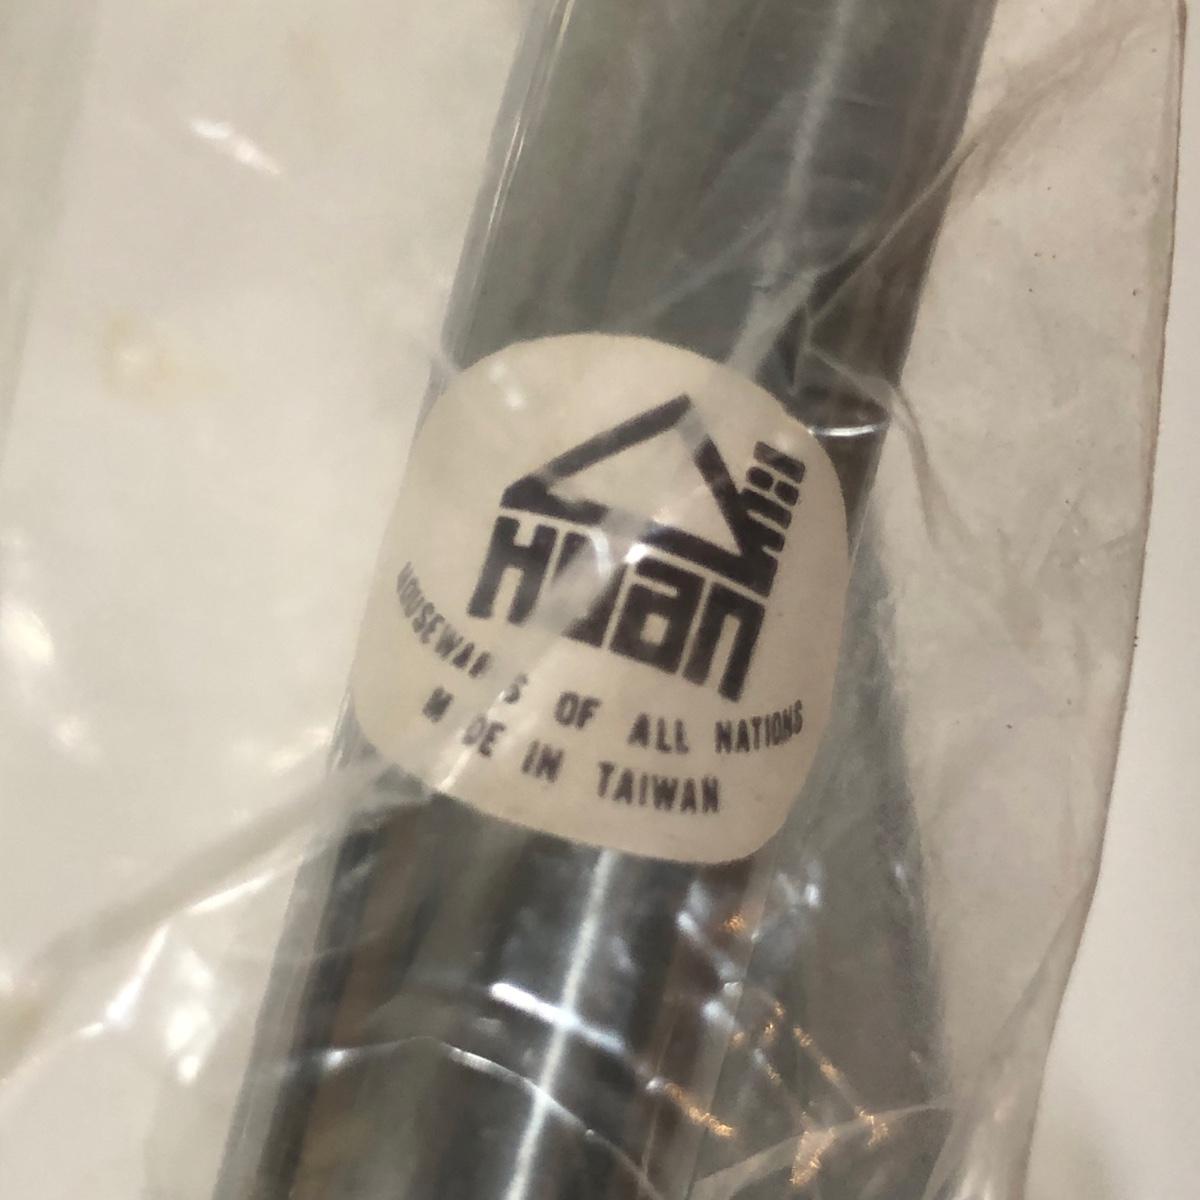 HOan
HOUSEWARES OF ALL NATIONS
MADE IN TAIWAN